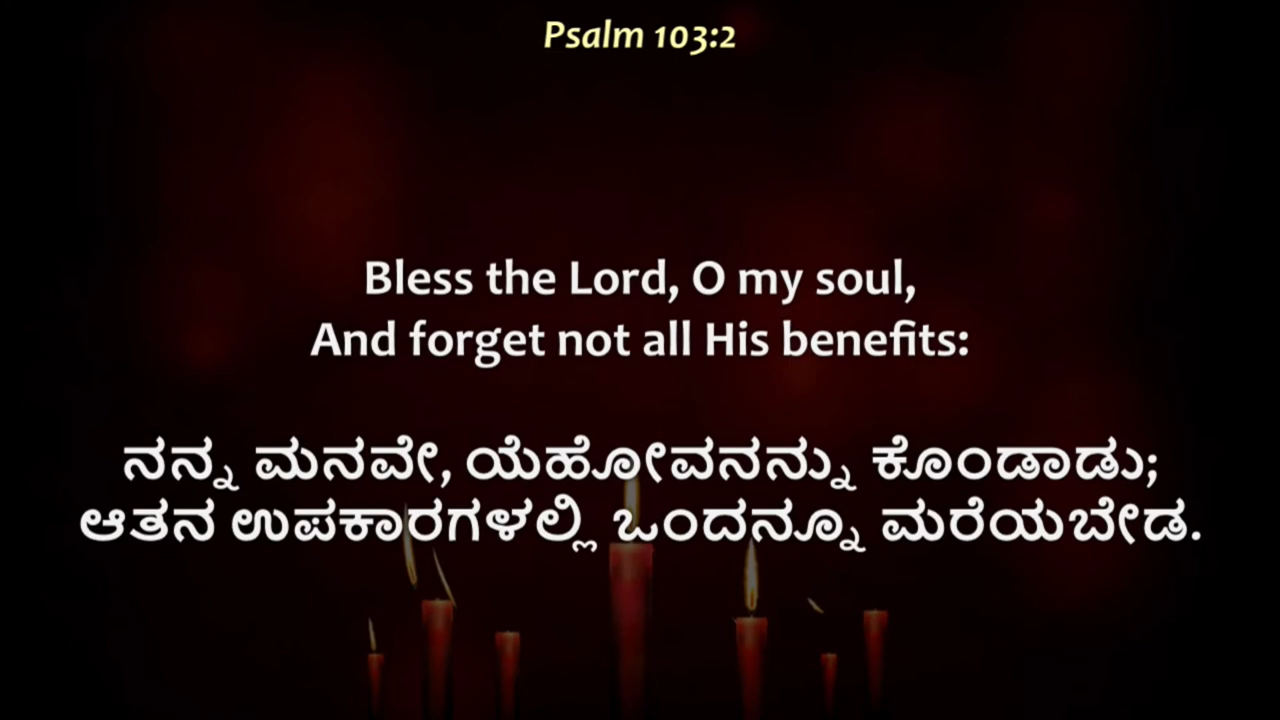 Psalm 103:2
Bless the Lord, O my soul,
And forget not all His benefits:
ನನ್ನ ಮನವೇ, ಯೆಹೋವನನ್ನು ಕೊಂಡಾಡು;
ಆತನ ಉಪಕಾರಗಳಲ್ಲಿ ಒಂದನ್ನೂ ಮರೆಯಬೇಡ.